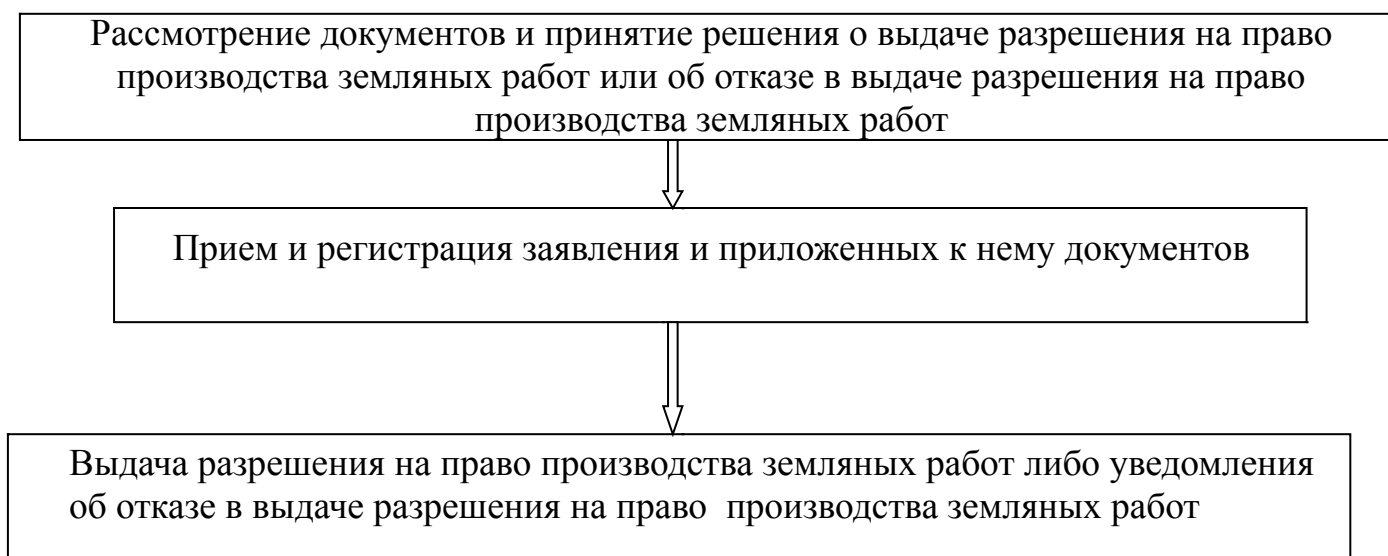 Рассмотрение документов и принятие решения о выдаче разрешения на право
производства земляных работ или об отказе в выдаче разрешения на право
производства земляных работ
Прием и регистрация заявления и приложенных к нему документов
Выдача разрешения на право производства земляных работ либо уведомления
об отказе в выдаче разрешения на право производства земляных работ